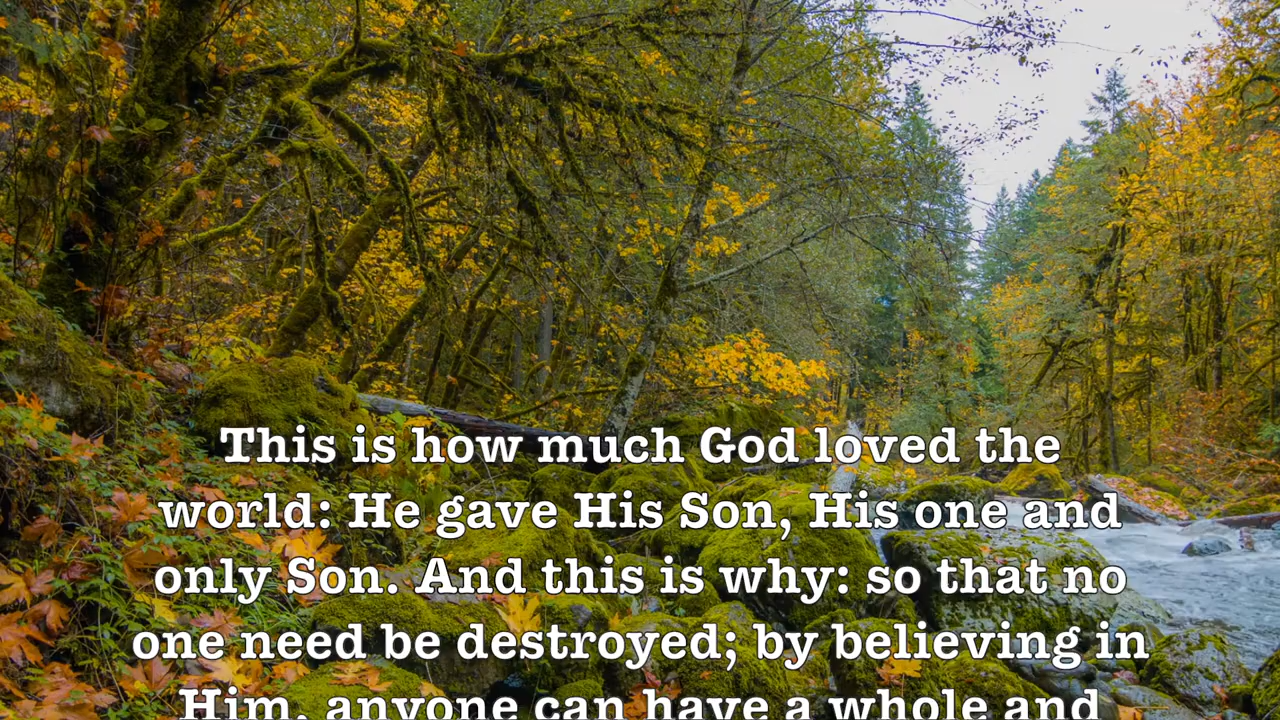 This is how much God loved the
world: He gave His Son, His one and
only Son. And this is why: so that no
one need be destroyed; by believing in
Him, anyone can have a whole and